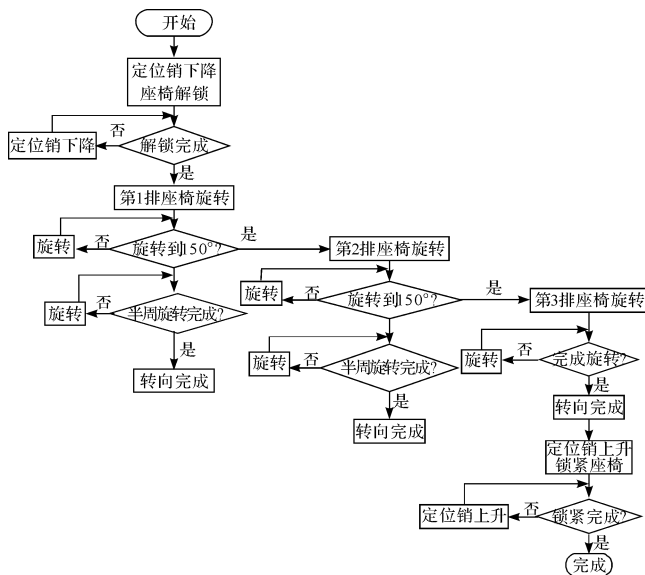 开始
定位销下降
座椅解锁
否
定位销下降
解锁完成
是
第1排座椅旋转
旋转
否
旋转到150°?
是
第2排座椅旋转
旋转
否
半周旋转完成?
是
转向完成
旋转
否
旋转到150°?
是
第3排座椅旋转
旋转
否
半周旋转完成?
是
转向完成
旋转
否
完成旋转?
是
转向完成
定位销上升
锁紧座椅
定位销上升
否
锁紧完成?
是
完成